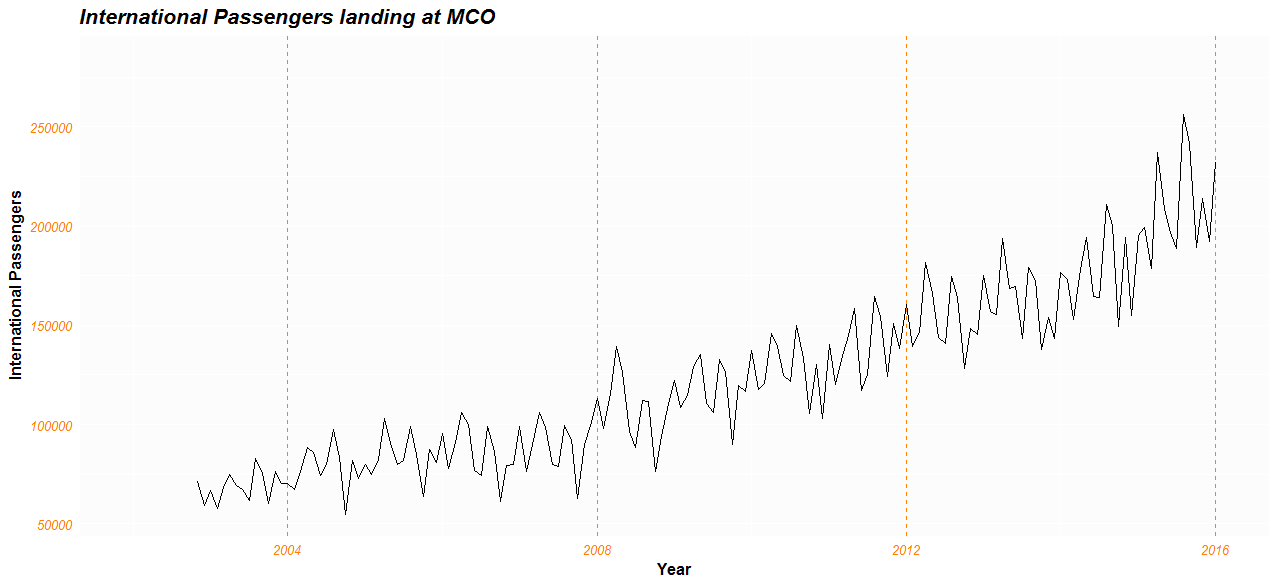 International Passengers landing at MCO
International Passengers
250000
200000
150000
100000
50000
2004 2008 2012 2016
Year